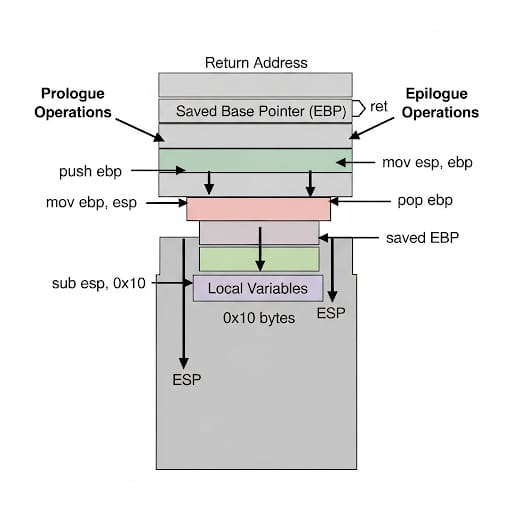 Return Address
Prologue
Operations
Epilogue
Operations
Saved Base Pointer (EBP)
ret
push ebp
mov esp, ebp
mov ebp, esp
pop ebp
saved EBP
sub esp, 0x10
Local Variables
0x10 bytes
ESP
ESP